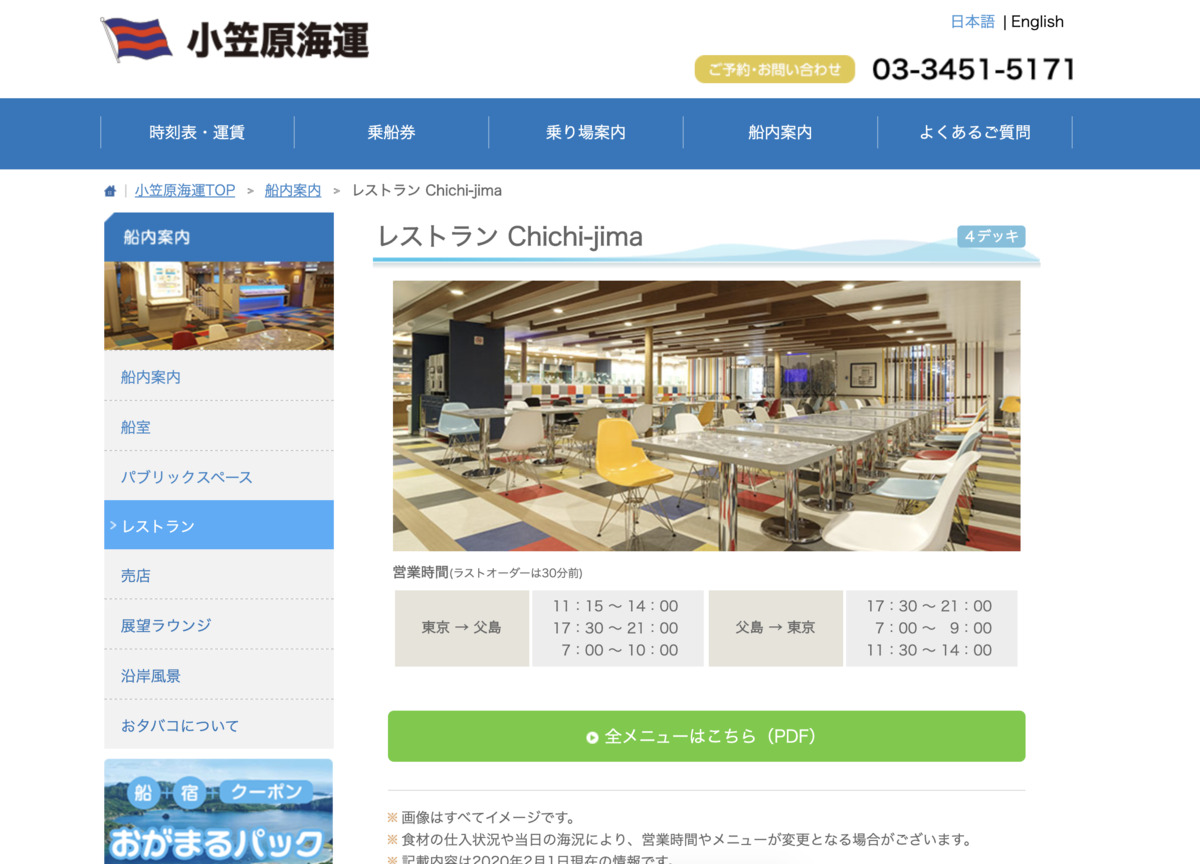 小笠原海運
日本語 | English
ご予約・お問い合わせ 03-3451-5171
時刻表・運賃 乗船券 乗り場案内 船内案内 よくあるご質問
小笠原海運TOP > 船内案内 > レストラン Chichi-jima
船内案内
船内案内
船室
パブリックスペース
> レストラン
売店
展望ラウンジ
沿岸風景
おタバコについて
船+宿+クーポン
おがまるパック
レストラン Chichi-jima
4デッキ
営業時間(ラストオーダーは30分前)
東京 → 父島
11:15 〜 14:00
17:30 〜 21:00
7:00 〜 10:00
父島 → 東京
17:30 〜 21:00
7:00 〜 9:00
11:30 〜 14:00
全メニューはこちら（PDF）
※ 画像はすべてイメージです。
※ 食材の仕入状況や当日の海況により、営業時間やメニューが変更となる場合がございます。
※ 記載内容は2020年2月1日現在の情報です。